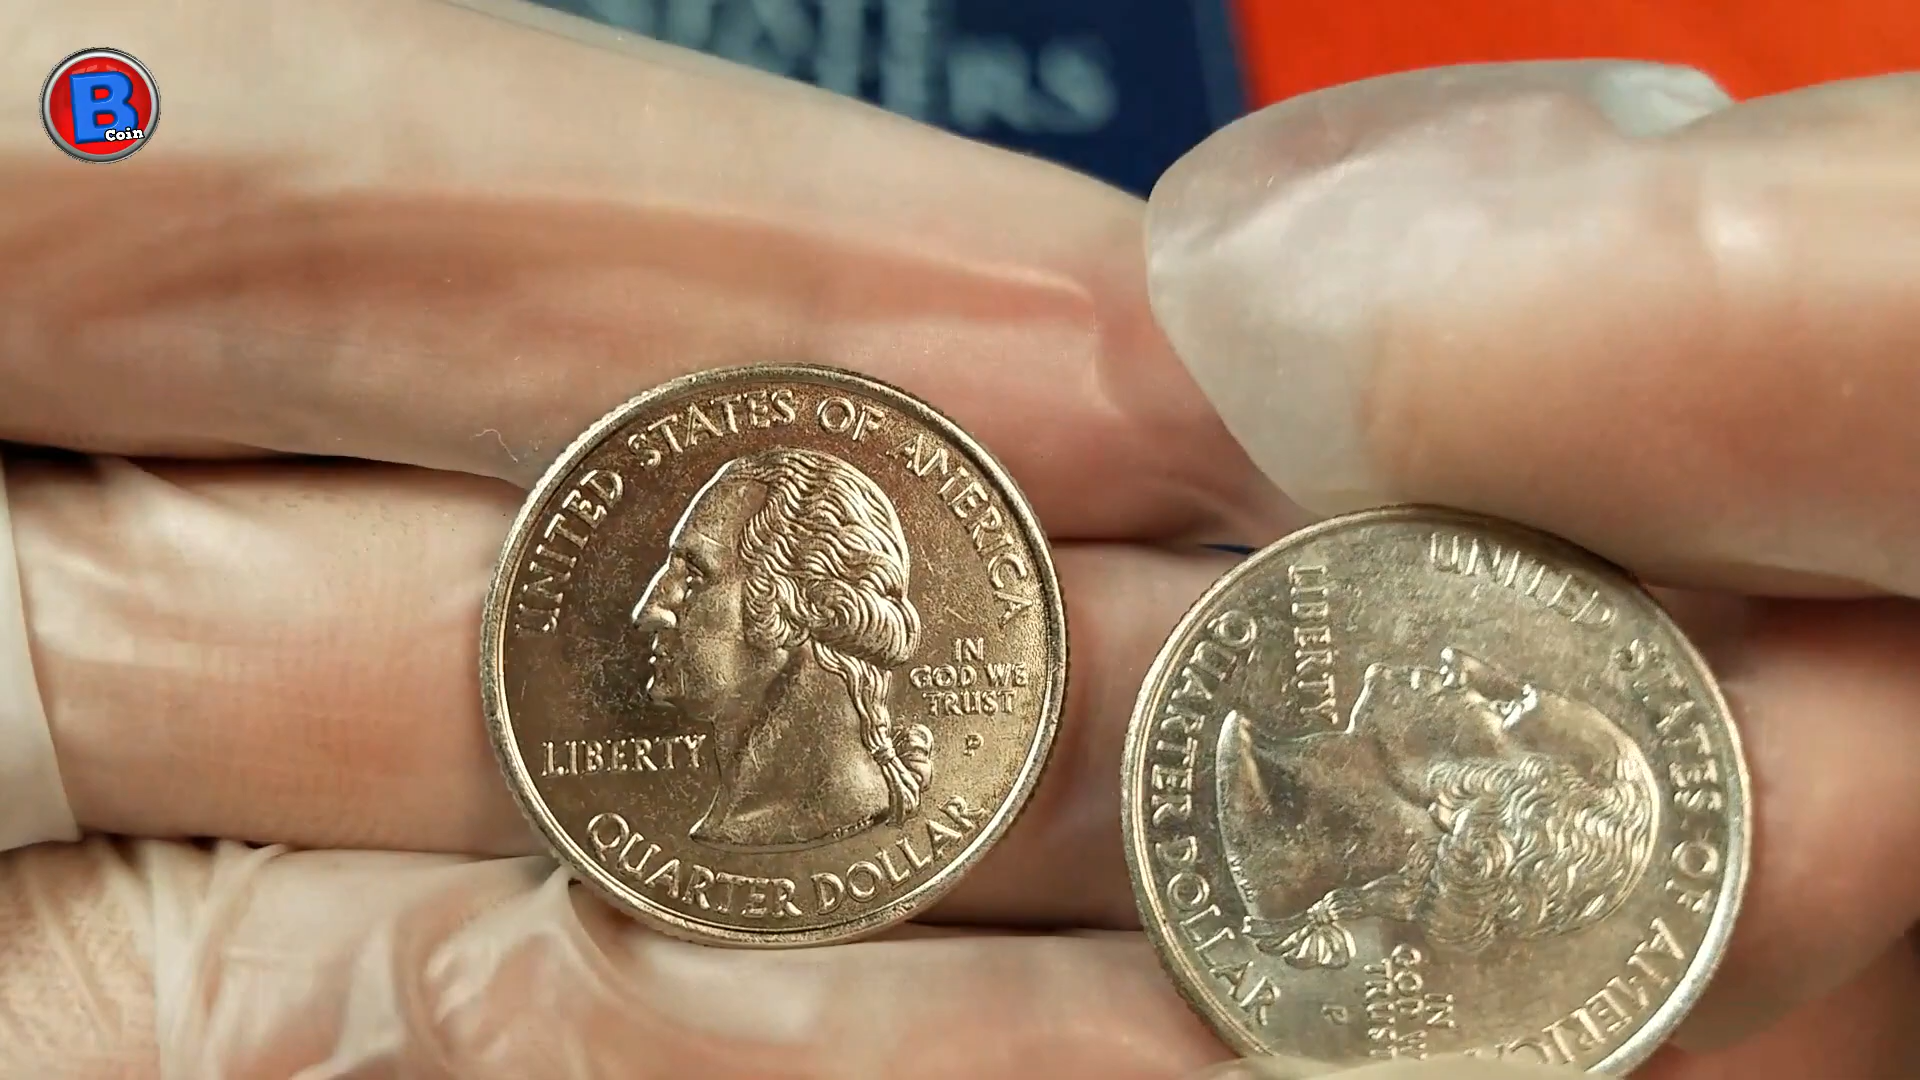 B
Coin
STATE
UNITED STATES OF AMERICA
LIBERTY
IN
GOD WE
TRUST
P
QUARTER DOLLAR
UNITED STATES OF AMERICA
LIBERTY
IN
GOD WE
TRUST
P
QUARTER DOLLAR